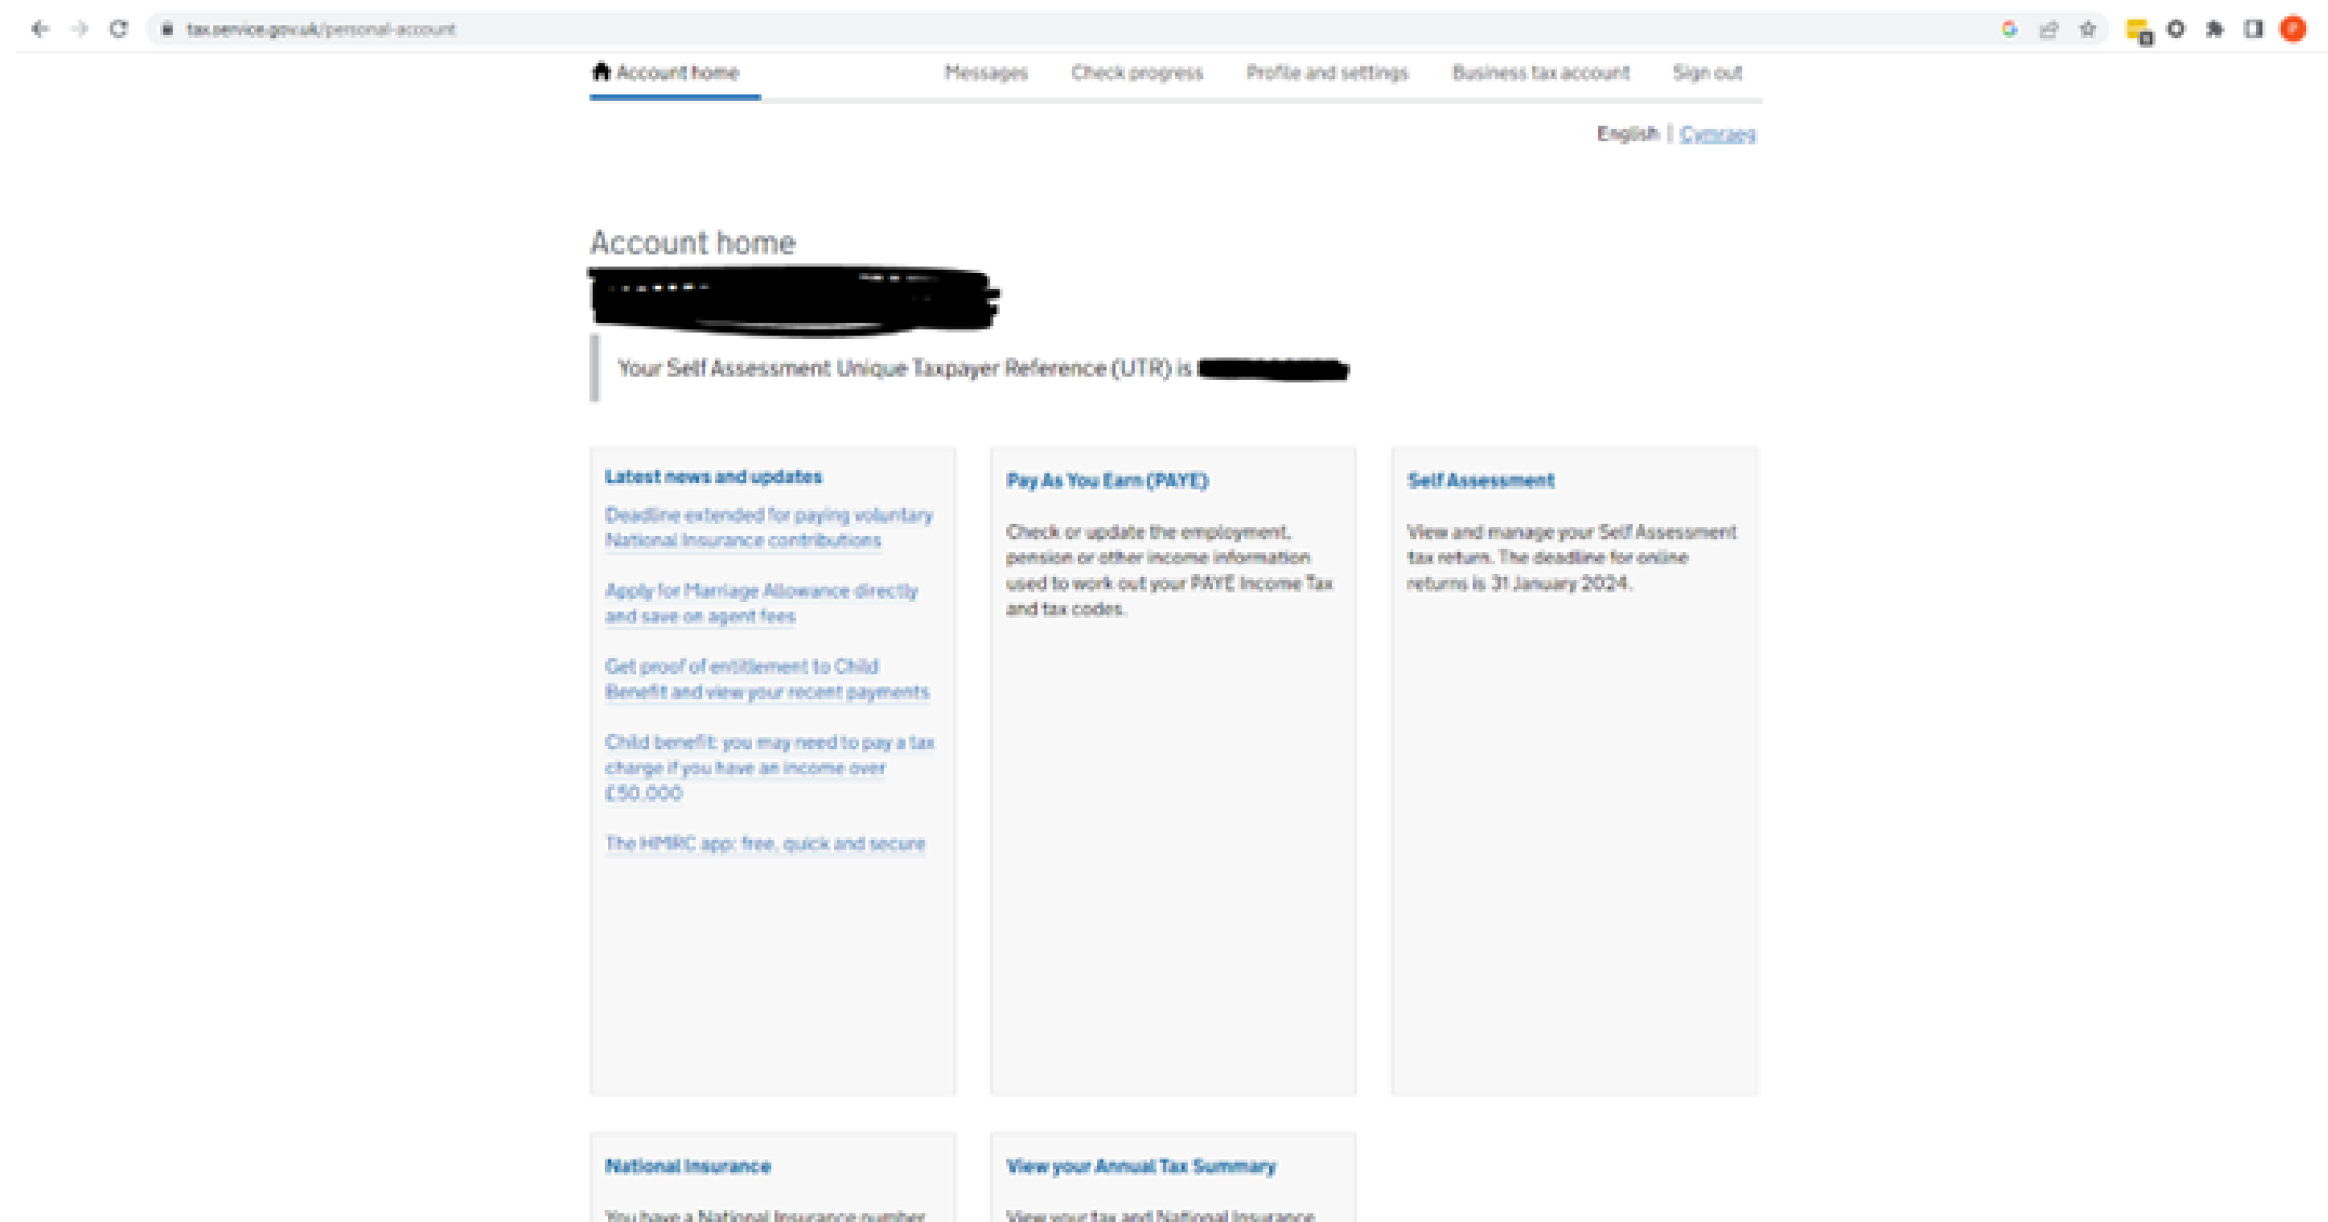 tax.service.gov.uk/personal-account
Account home Messages Check progress Profile and settings Business tax account Sign out
English | Cymraeg
Account home
Your Self Assessment Unique Taxpayer Reference (UTR) is
Latest news and updates
Deadline extended for paying voluntary
National Insurance contributions
Apply for Marriage Allowance directly
and save on agent fees
Get proof of entitlement to Child
Benefit and view your recent payments
Child benefit: you may need to pay a tax
charge if you have an income over
£50,000
The HMRC app: free, quick and secure
Pay As You Earn (PAYE)
Check or update the employment,
pension or other income information
used to work out your PAYE Income Tax
and tax codes.
Self Assessment
View and manage your Self Assessment
tax return. The deadline for online
returns is 31 January 2024.
National Insurance
You have a National Insurance number
View your Annual Tax Summary
View your tax and National Insurance